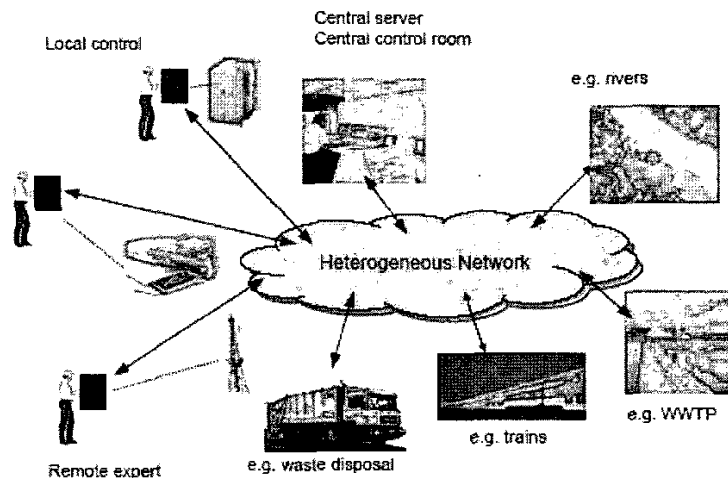 Central server
Central control room
Local control
e.g. rivers
Heterogeneous Network
e.g. WWTP
e.g. trains
e.g. waste disposal
Remote expert